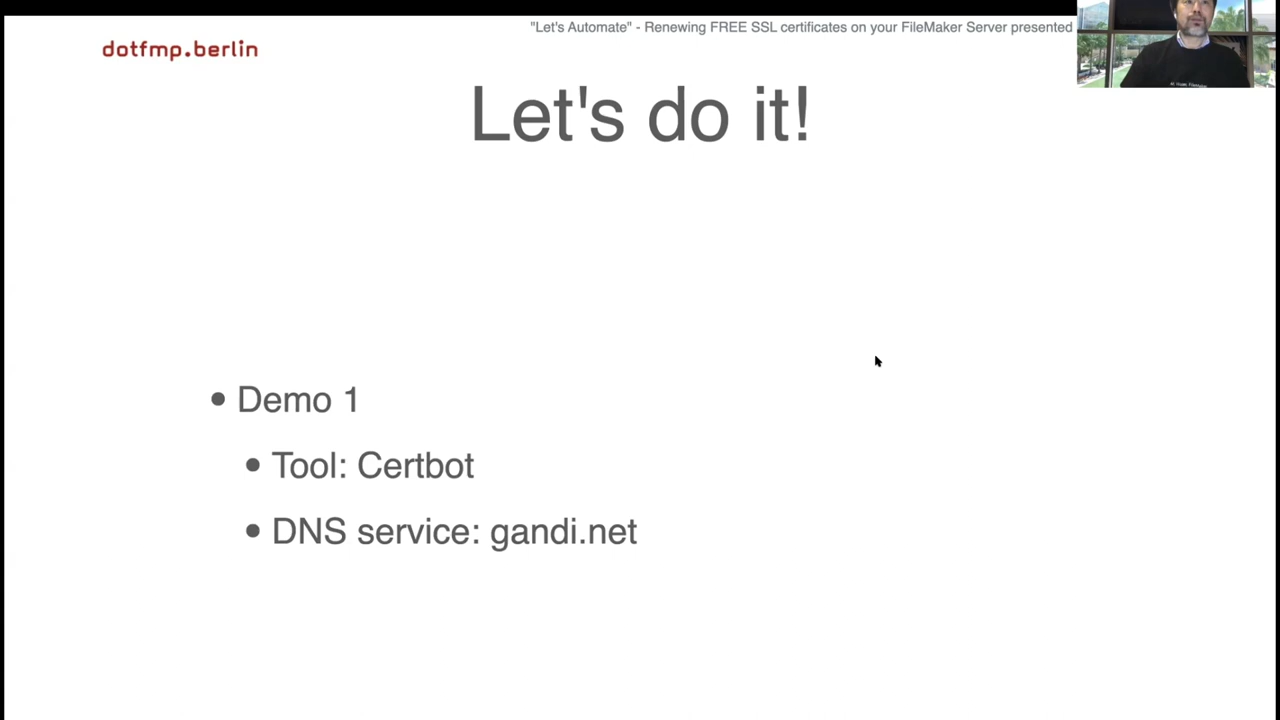 "Let's Automate" - Renewing FREE SSL certificates on your FileMaker Server presented
dotfmp.berlin
Let's do it!
• Demo 1
• Tool: Certbot
• DNS service: gandi.net